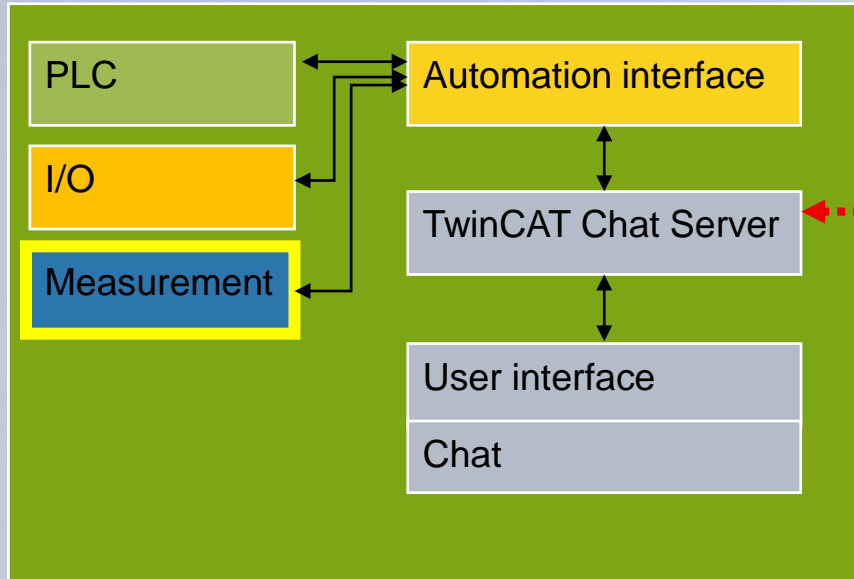 PLC
Automation interface
I/O
TwinCAT Chat Server
Measurement
User interface
Chat